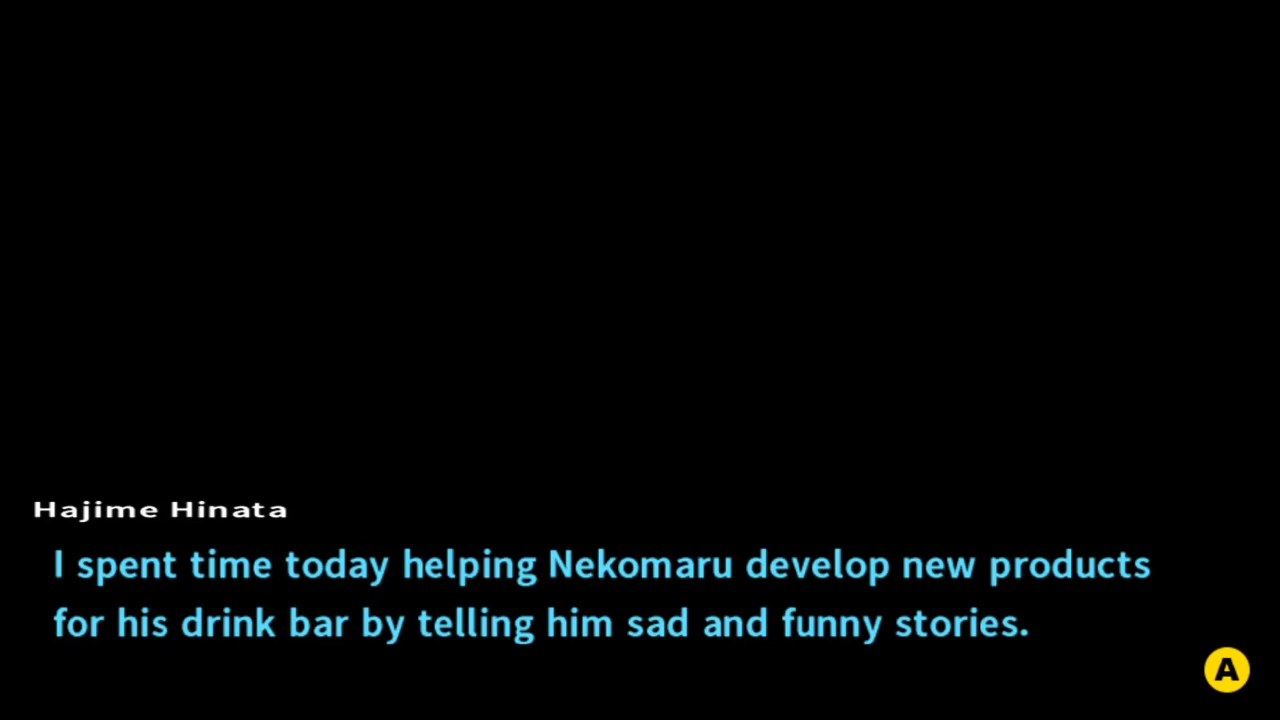 Hajime Hinata
I spent time today helping Nekomaru develop new products
for his drink bar by telling him sad and funny stories.
A